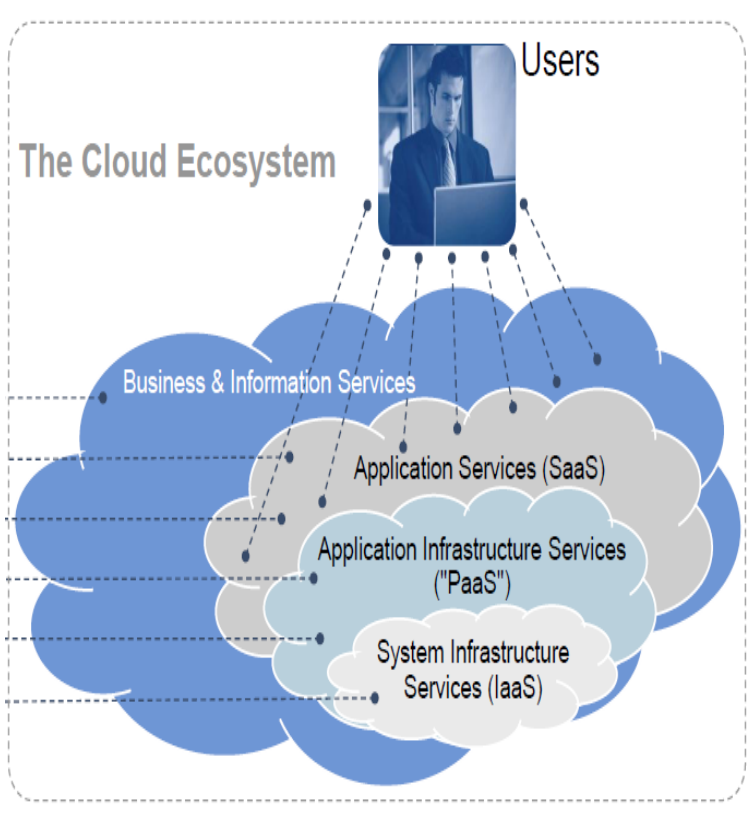 Users
The Cloud Ecosystem
Business & Information Services
Application Services (SaaS)
Application Infrastructure Services
("PaaS")
System Infrastructure
Services (IaaS)